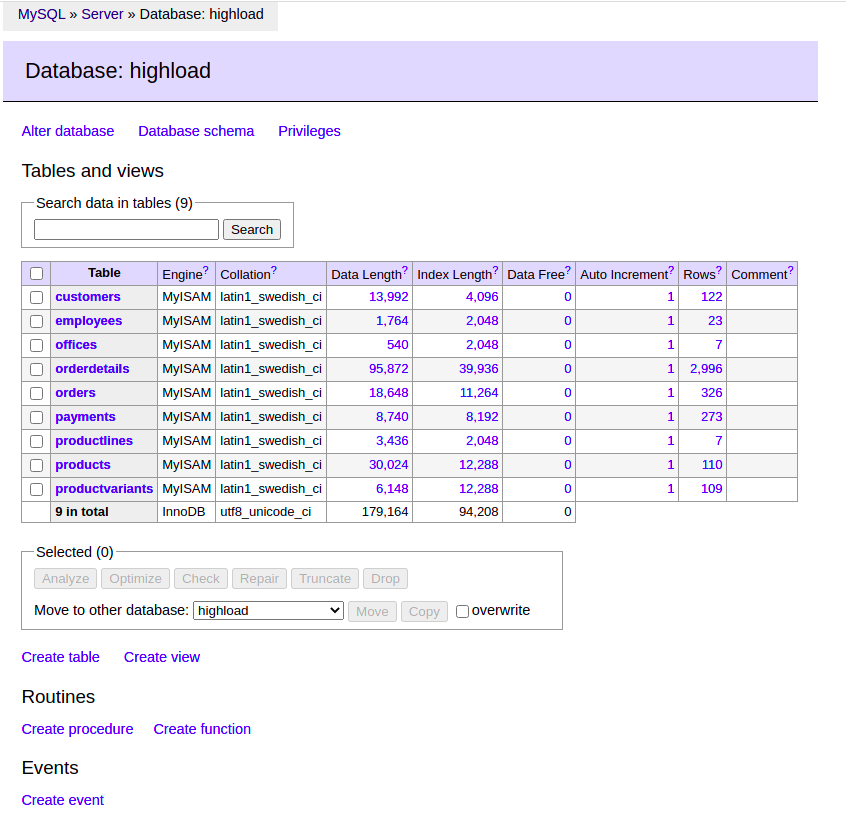 MySQL » Server » Database: highload
Database: highload
Alter database Database schema Privileges
Tables and views
Search data in tables (9)
Search
Table Engine? Collation? Data Length? Index Length? Data Free? Auto Increment? Rows? Comment?
customers MyISAM latin1_swedish_ci 13,992 4,096 0 1 122
employees MyISAM latin1_swedish_ci 1,764 2,048 0 1 23
offices MyISAM latin1_swedish_ci 540 2,048 0 1 7
orderdetails MyISAM latin1_swedish_ci 95,872 39,936 0 1 2,996
orders MyISAM latin1_swedish_ci 18,648 11,264 0 1 326
payments MyISAM latin1_swedish_ci 8,740 8,192 0 1 273
productlines MyISAM latin1_swedish_ci 3,436 2,048 0 1 7
products MyISAM latin1_swedish_ci 30,024 12,288 0 1 110
productvariants MyISAM latin1_swedish_ci 6,148 12,288 0 1 109
9 in total InnoDB utf8_unicode_ci 179,164 94,208 0
Selected (0)
Analyze Optimize Check Repair Truncate Drop
Move to other database: highload Move Copy overwrite
Create table Create view
Routines
Create procedure Create function
Events
Create event